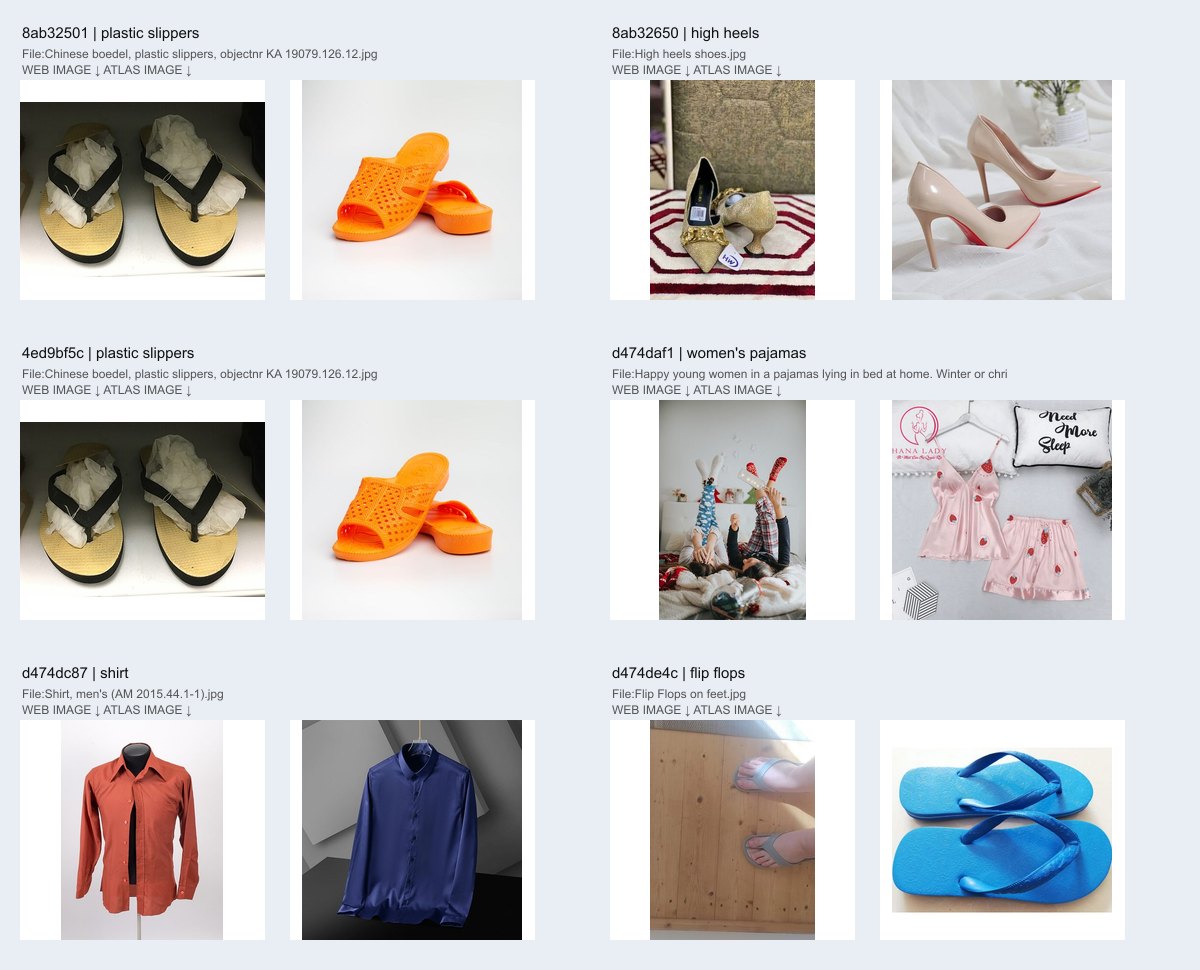 8ab32501 | plastic slippers
File:Chinese boedel, plastic slippers, objectnr KA 19079.126.12.jpg
WEB IMAGE ↓ ATLAS IMAGE ↓
8ab32650 | high heels
File:High heels shoes.jpg
WEB IMAGE ↓ ATLAS IMAGE ↓
HW
4ed9bf5c | plastic slippers
File:Chinese boedel, plastic slippers, objectnr KA 19079.126.12.jpg
WEB IMAGE ↓ ATLAS IMAGE ↓
d474daf1 | women's pajamas
File:Happy young women in a pajamas lying in bed at home. Winter or chri
WEB IMAGE ↓ ATLAS IMAGE ↓
HANA LADY
Need
More
Sleep
d474dc87 | shirt
File:Shirt, men's (AM 2015.44.1-1).jpg
WEB IMAGE ↓ ATLAS IMAGE ↓
d474de4c | flip flops
File:Flip Flops on feet.jpg
WEB IMAGE ↓ ATLAS IMAGE ↓